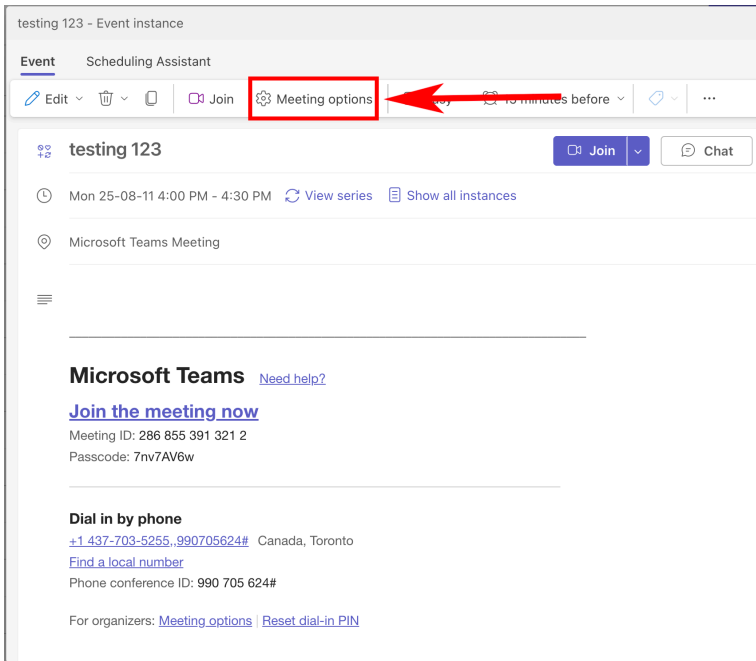 testing 123 - Event instance
Event Scheduling Assistant
Edit Join Meeting options minutes before ...
testing 123 Join Chat
Mon 25-08-11 4:00 PM - 4:30 PM View series Show all instances
Microsoft Teams Meeting
Microsoft Teams Need help?
Join the meeting now
Meeting ID: 286 855 391 321 2
Passcode: 7nv7AV6w
Dial in by phone
+1 437-703-5255,,990705624# Canada, Toronto
Find a local number
Phone conference ID: 990 705 624#
For organizers: Meeting options | Reset dial-in PIN